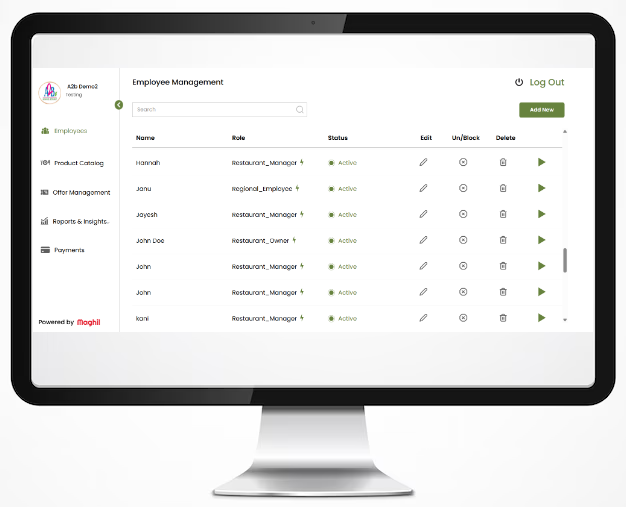 A2b Demo2
Testing
Employees
Product Catalog
Offer Management
Reports & Insights..
Payments
Powered by Maghil
Employee Management
Log Out
Search
Add New
Name Role Status Edit Un/Block Delete
Hannah Restaurant_Manager Active
Janu Regional_Employee Active
Jayesh Restaurant_Manager Active
John Doe Restaurant_Owner Active
John Restaurant_Manager Active
John Restaurant_Manager Active
kani Restaurant_Manager Active